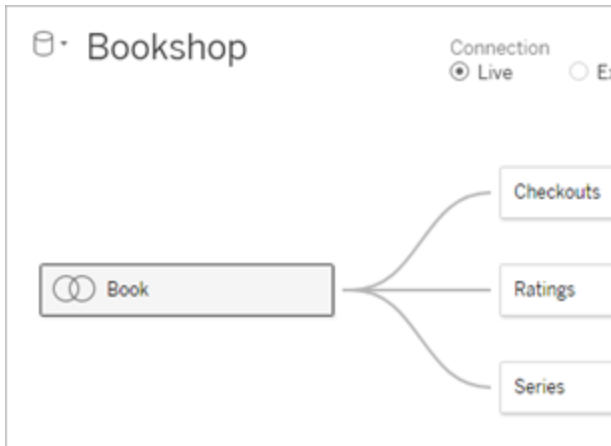 Bookshop
Connection
Live
Checkouts
Book
Ratings
Series